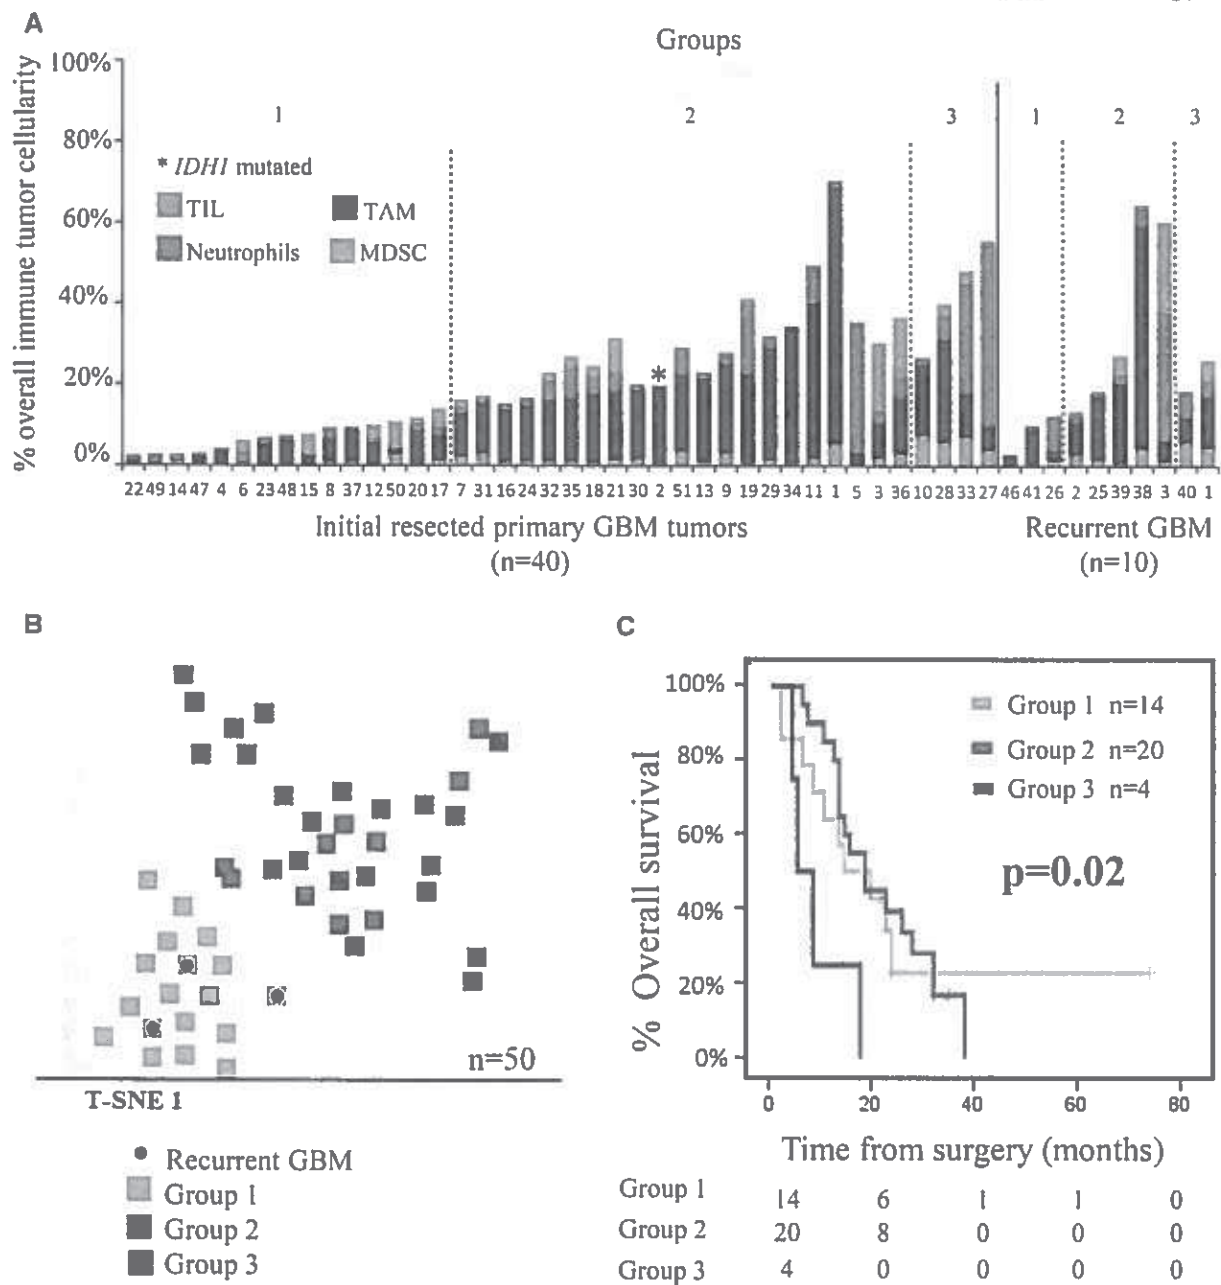 A
Groups
% overall immune tumor cellularity
100%
80%
60%
40%
20%
0%
1 2 3 1 2 3
* IDH1 mutated
TIL TAM
Neutrophils MDSC
*
22 49 14 47 4 6 23 48 15 8 37 12 50 20 17 7 31 16 24 32 35 18 21 30 2 51 13 9 19 29 34 11 1 5 3 36 10 28 33 27 46 41 26 2 25 39 38 3 40 1
Initial resected primary GBM tumors
(n=40)
Recurrent GBM
(n=10)
B
n=50
T-SNE 1
Recurrent GBM
Group 1
Group 2
Group 3
C
% Overall survival
100%
80%
60%
40%
20%
0%
Group 1 n=14
Group 2 n=20
Group 3 n=4
p=0.02
0 20 40 60 80
Time from surgery (months)
Group 1 14 6 1 1 0
Group 2 20 8 0 0 0
Group 3 4 0 0 0 0